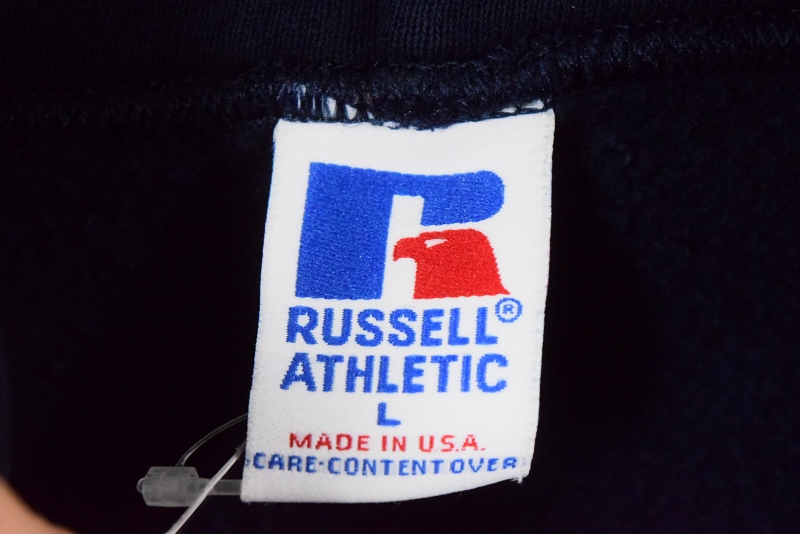 RUSSELL®
ATHLETIC
L
MADE IN U.S.A.
CARE-CONTENT OVER